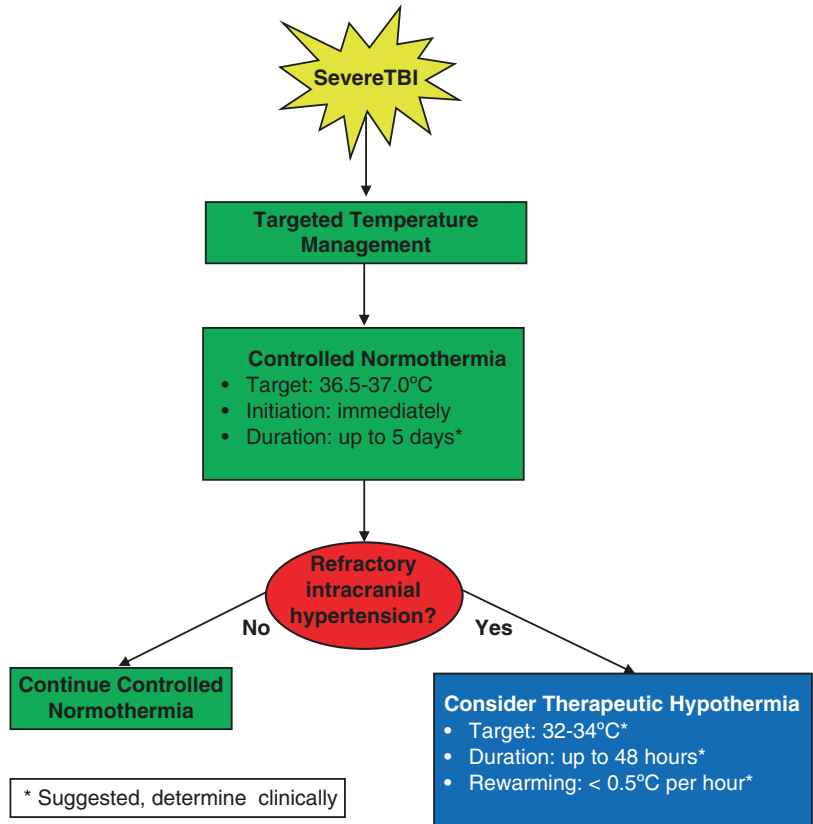 SevereTBI
Targeted Temperature
Management
Controlled Normothermia
• Target: 36.5-37.0ºC
• Initiation: immediately
• Duration: up to 5 days*
Refractory
intracranial
hypertension?
No
Yes
Continue Controlled
Normothermia
Consider Therapeutic Hypothermia
• Target: 32-34ºC*
• Duration: up to 48 hours*
• Rewarming: < 0.5ºC per hour*
* Suggested, determine clinically